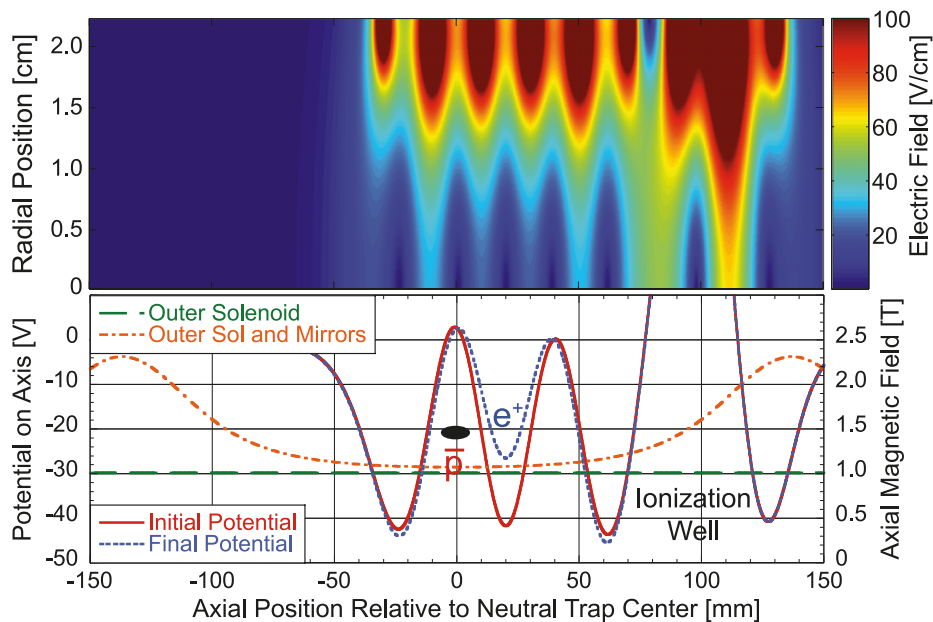 2.0
1.5
1.0
0.5
0
Radial Position [cm]
100
80
60
40
20
Electric Field [V/cm]
Outer Solenoid
Outer Sol and Mirrors
0
-10
-20
-30
-40
-50
Potential on Axis [V]
e+
p
Ionization
Well
Initial Potential
Final Potential
2.5
2.0
1.5
1.0
0.5
0
Axial Magnetic Field [T]
-150
-100
-50
0
50
100
150
Axial Position Relative to Neutral Trap Center [mm]